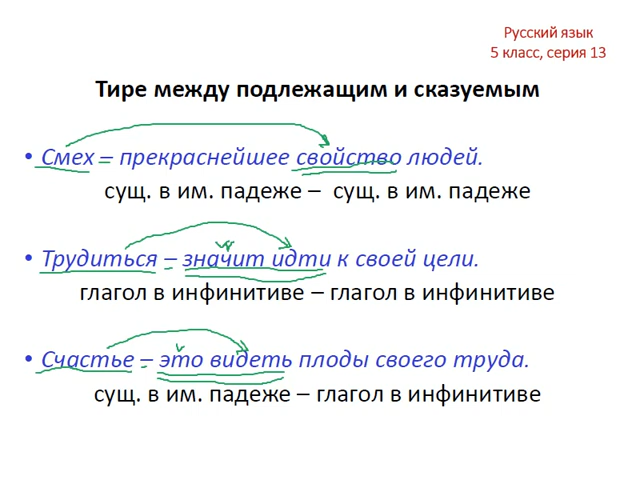 Русский язык
5 класс, серия 13
Тире между подлежащим и сказуемым
• Смех – прекраснейшее свойство людей.
сущ. в им. падеже – сущ. в им. падеже
• Трудиться – значит идти к своей цели.
глагол в инфинитиве – глагол в инфинитиве
• Счастье – это видеть плоды своего труда.
сущ. в им. падеже – глагол в инфинитиве